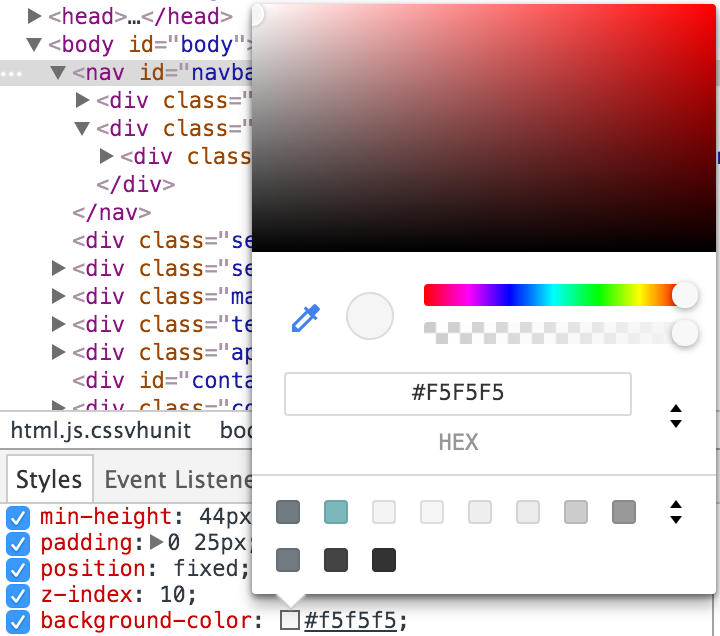 <head>…</head>
<body id="body">
<nav id="navba
<div class="
<div class="
<div class
</div>
</nav>
<div class="se
<div class="se
<div class="ma
<div class="te
<div class="ap
<div id="conta
<div class="co
#F5F5F5
HEX
html.js.cssvhunit boc
Styles Event Listene
min-height: 44px
padding: 0 25px;
position: fixed;
z-index: 10;
background-color: #f5f5f5;